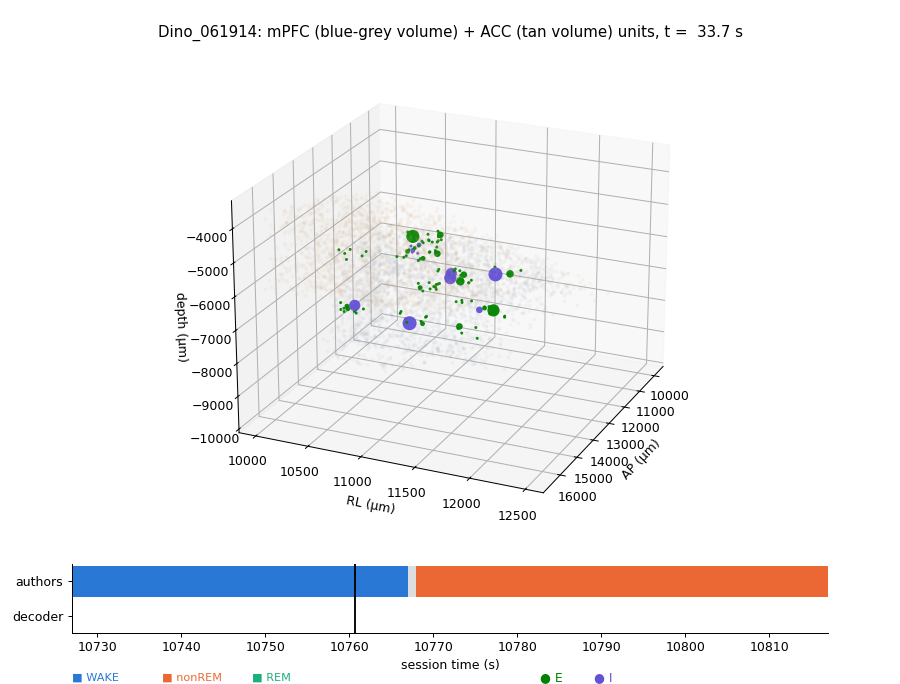 Dino_061914: mPFC (blue-grey volume) + ACC (tan volume) units, t =  33.7 s
−4000
−5000
−6000
−7000
−8000
−9000
−10000
depth (μm)
10000
10500
11000
11500
12000
12500
RL (μm)
10000
11000
12000
13000
14000
15000
16000
AP (μm)
authors
decoder
10730
10740
10750
10760
10770
10780
10790
10800
10810
session time (s)
WAKE
nonREM
REM
E
I